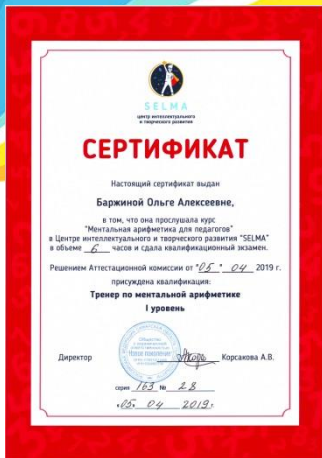 SELMA
центр интеллектуального
и творческого развития
СЕРТИФИКАТ
Настоящий сертификат выдан
Баржиной Ольге Алексеевне,
в том, что она прослушала курс
"Ментальная арифметика для педагогов"
в Центре интеллектуального и творческого развития "SELMA"
в объеме 6 часов и сдала квалификационный экзамен.
Решением Аттестационной комиссии от "05" 04 2019 г.
присуждена квалификация:
Тренер по ментальной арифметике
I уровень
Директор Корсакова А.В.
серия 163 № 28
"05" 04 2019г